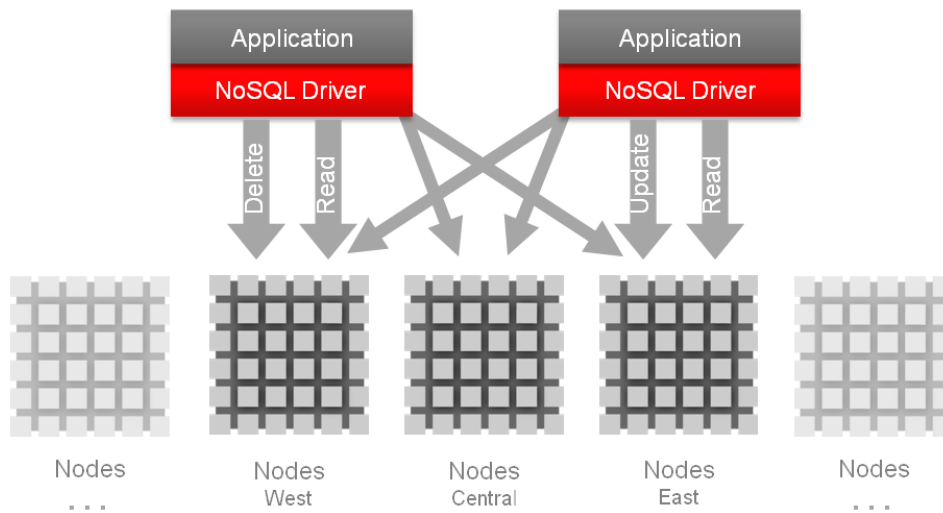 Application
NoSQL Driver
Application
NoSQL Driver
Delete
Read
Update
Read
Nodes
. . .
Nodes
West
Nodes
Central
Nodes
East
Nodes
. . .